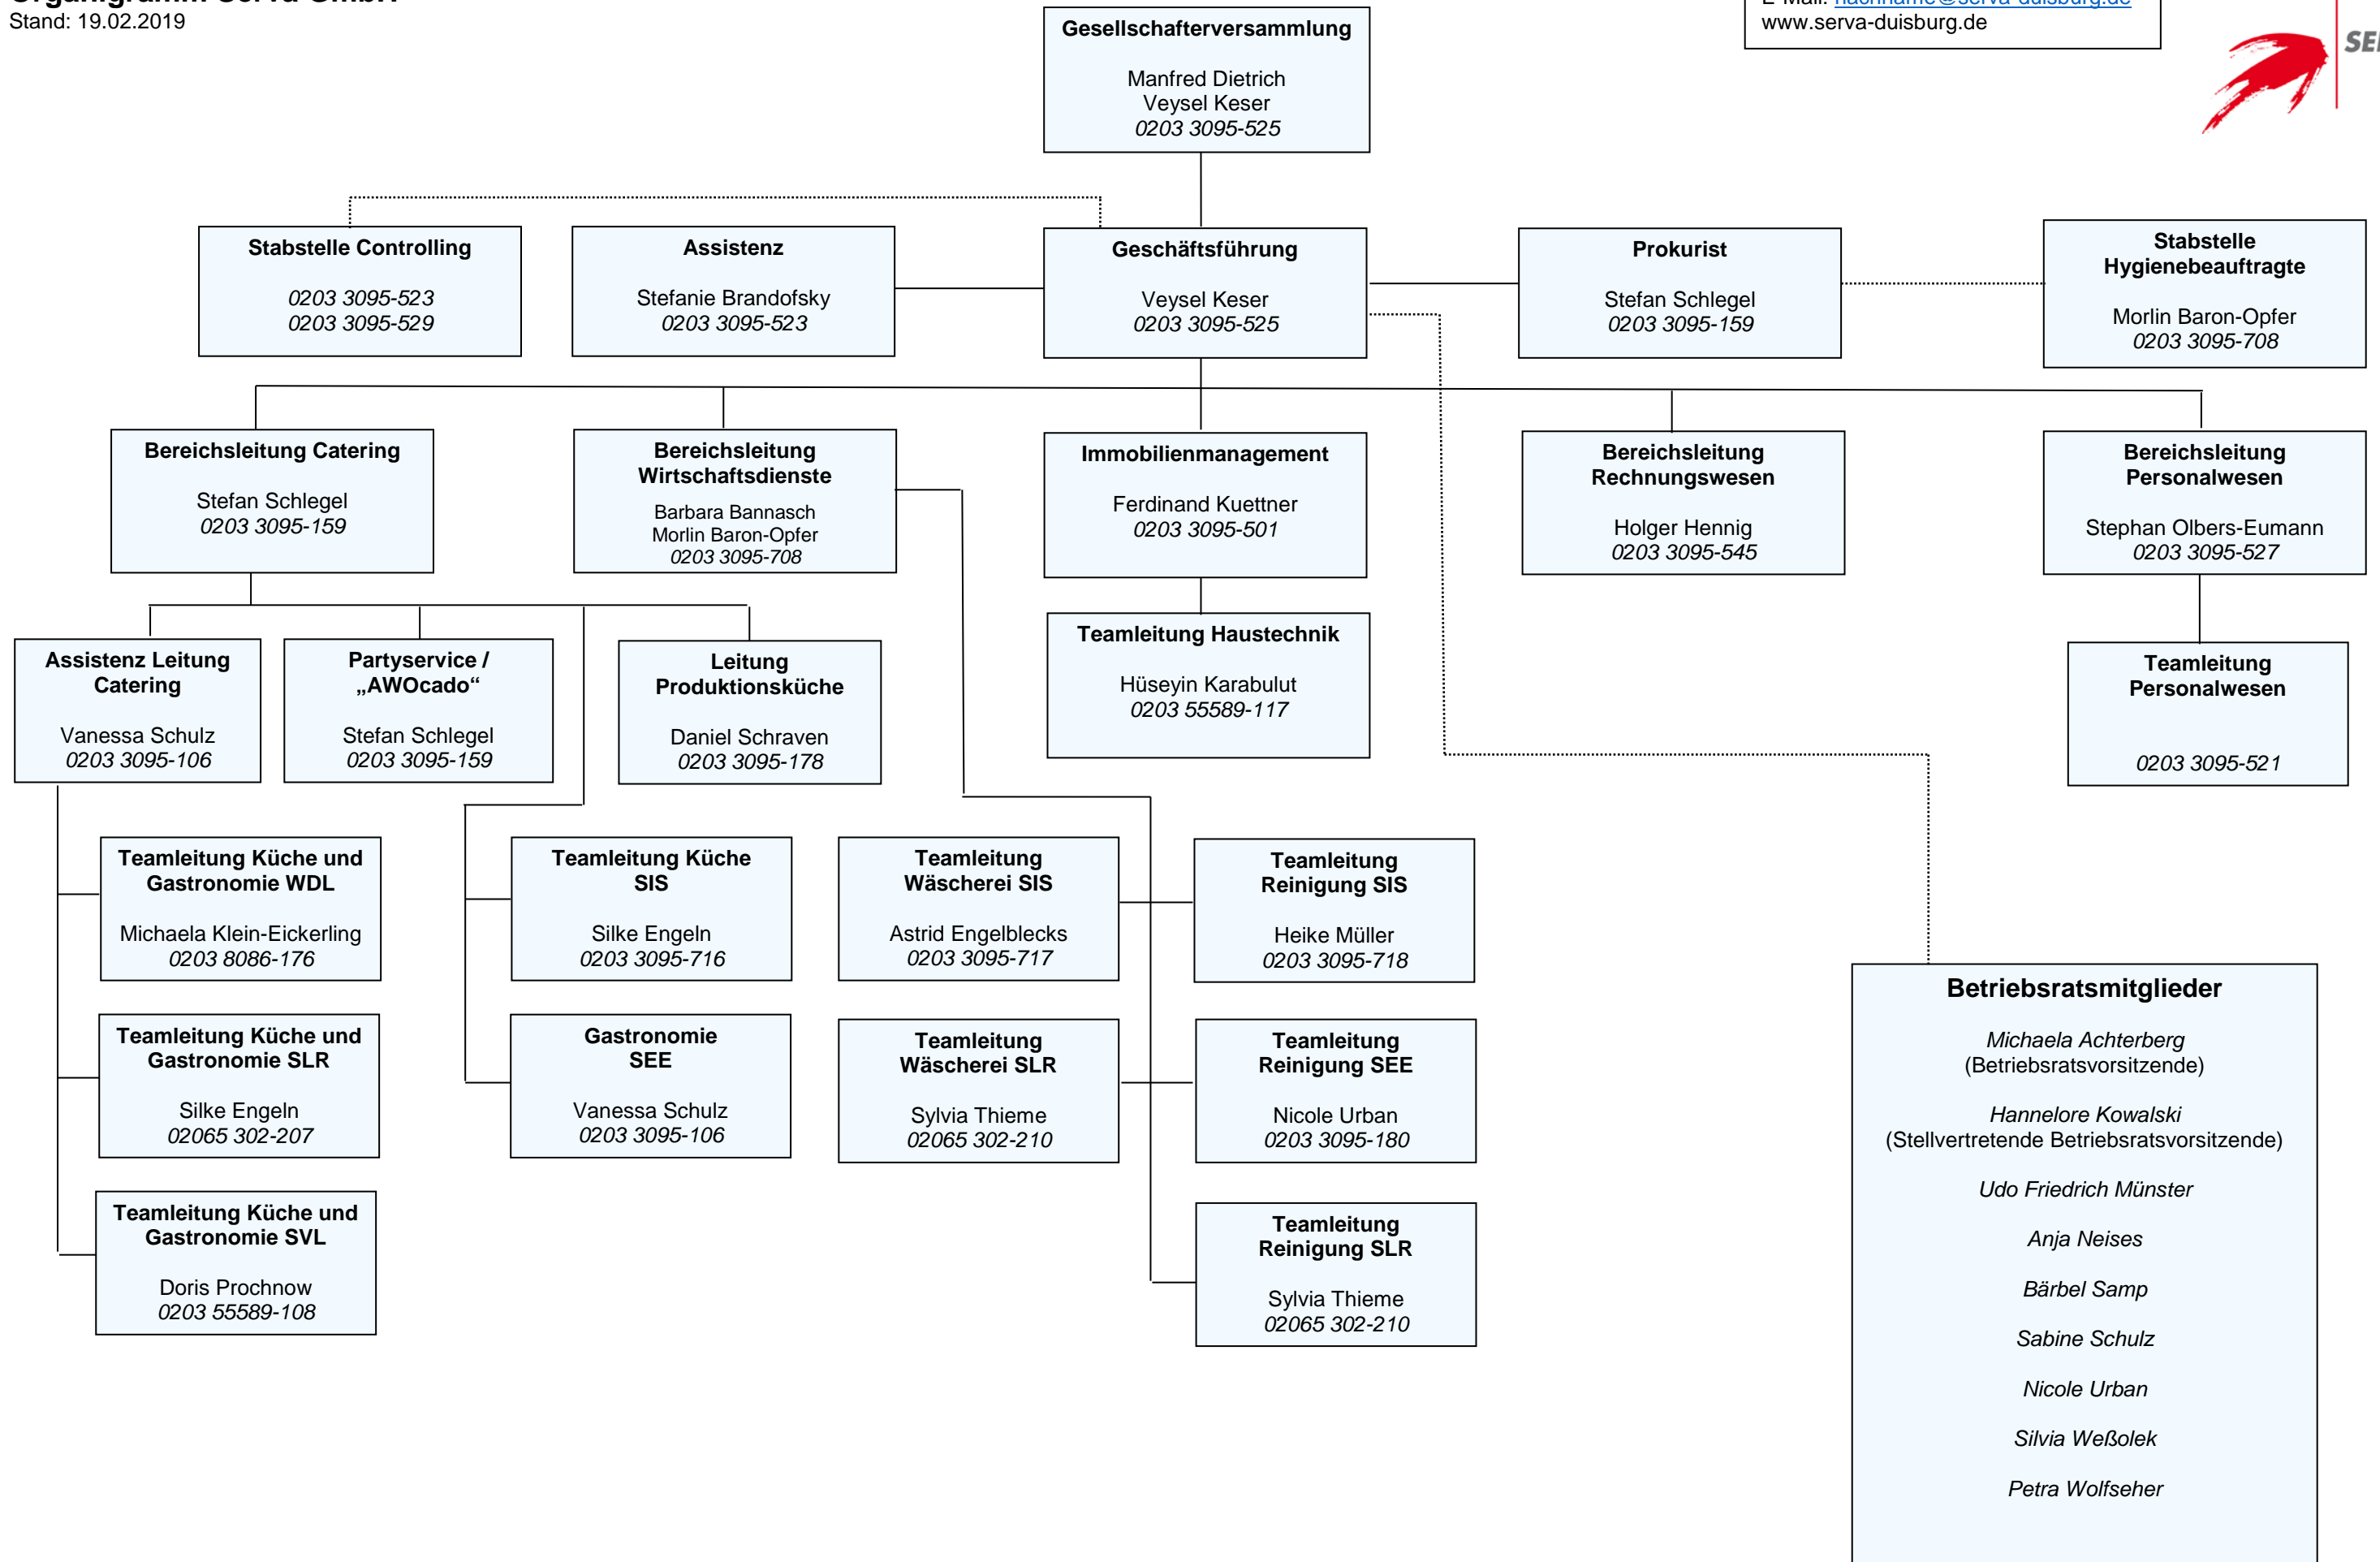 Organigramm Serva GmbH
Stand: 19.02.2019
E-Mail: nachname@serva-duisburg.de
www.serva-duisburg.de
Gesellschafterversammlung
Manfred Dietrich
Veysel Keser
0203 3095-525
Stabstelle Controlling
0203 3095-523
0203 3095-529
Assistenz
Stefanie Brandofsky
0203 3095-523
Geschäftsführung
Veysel Keser
0203 3095-525
Prokurist
Stefan Schlegel
0203 3095-159
Stabstelle
Hygienebeauftragte
Morlin Baron-Opfer
0203 3095-708
Bereichsleitung Catering
Stefan Schlegel
0203 3095-159
Bereichsleitung
Wirtschaftsdienste
Barbara Bannasch
Morlin Baron-Opfer
0203 3095-708
Immobilienmanagement
Ferdinand Kuettner
0203 3095-501
Bereichsleitung
Rechnungswesen
Holger Hennig
0203 3095-545
Bereichsleitung
Personalwesen
Stephan Olbers-Eumann
0203 3095-527
Assistenz Leitung
Catering
Vanessa Schulz
0203 3095-106
Partyservice /
„AWOcado“
Stefan Schlegel
0203 3095-159
Leitung
Produktionsküche
Daniel Schraven
0203 3095-178
Teamleitung Haustechnik
Hüseyin Karabulut
0203 55589-117
Teamleitung
Personalwesen
0203 3095-521
Teamleitung Küche und
Gastronomie WDL
Michaela Klein-Eickerling
0203 8086-176
Teamleitung Küche
SIS
Silke Engeln
0203 3095-716
Teamleitung
Wäscherei SIS
Astrid Engelblecks
0203 3095-717
Teamleitung
Reinigung SIS
Heike Müller
0203 3095-718
Teamleitung Küche und
Gastronomie SLR
Silke Engeln
02065 302-207
Gastronomie
SEE
Vanessa Schulz
0203 3095-106
Teamleitung
Wäscherei SLR
Sylvia Thieme
02065 302-210
Teamleitung
Reinigung SEE
Nicole Urban
0203 3095-180
Teamleitung Küche und
Gastronomie SVL
Doris Prochnow
0203 55589-108
Teamleitung
Reinigung SLR
Sylvia Thieme
02065 302-210
Betriebsratsmitglieder
Michaela Achterberg
(Betriebsratsvorsitzende)
Hannelore Kowalski
(Stellvertretende Betriebsratsvorsitzende)
Udo Friedrich Münster
Anja Neises
Bärbel Samp
Sabine Schulz
Nicole Urban
Silvia Weßolek
Petra Wolfseher